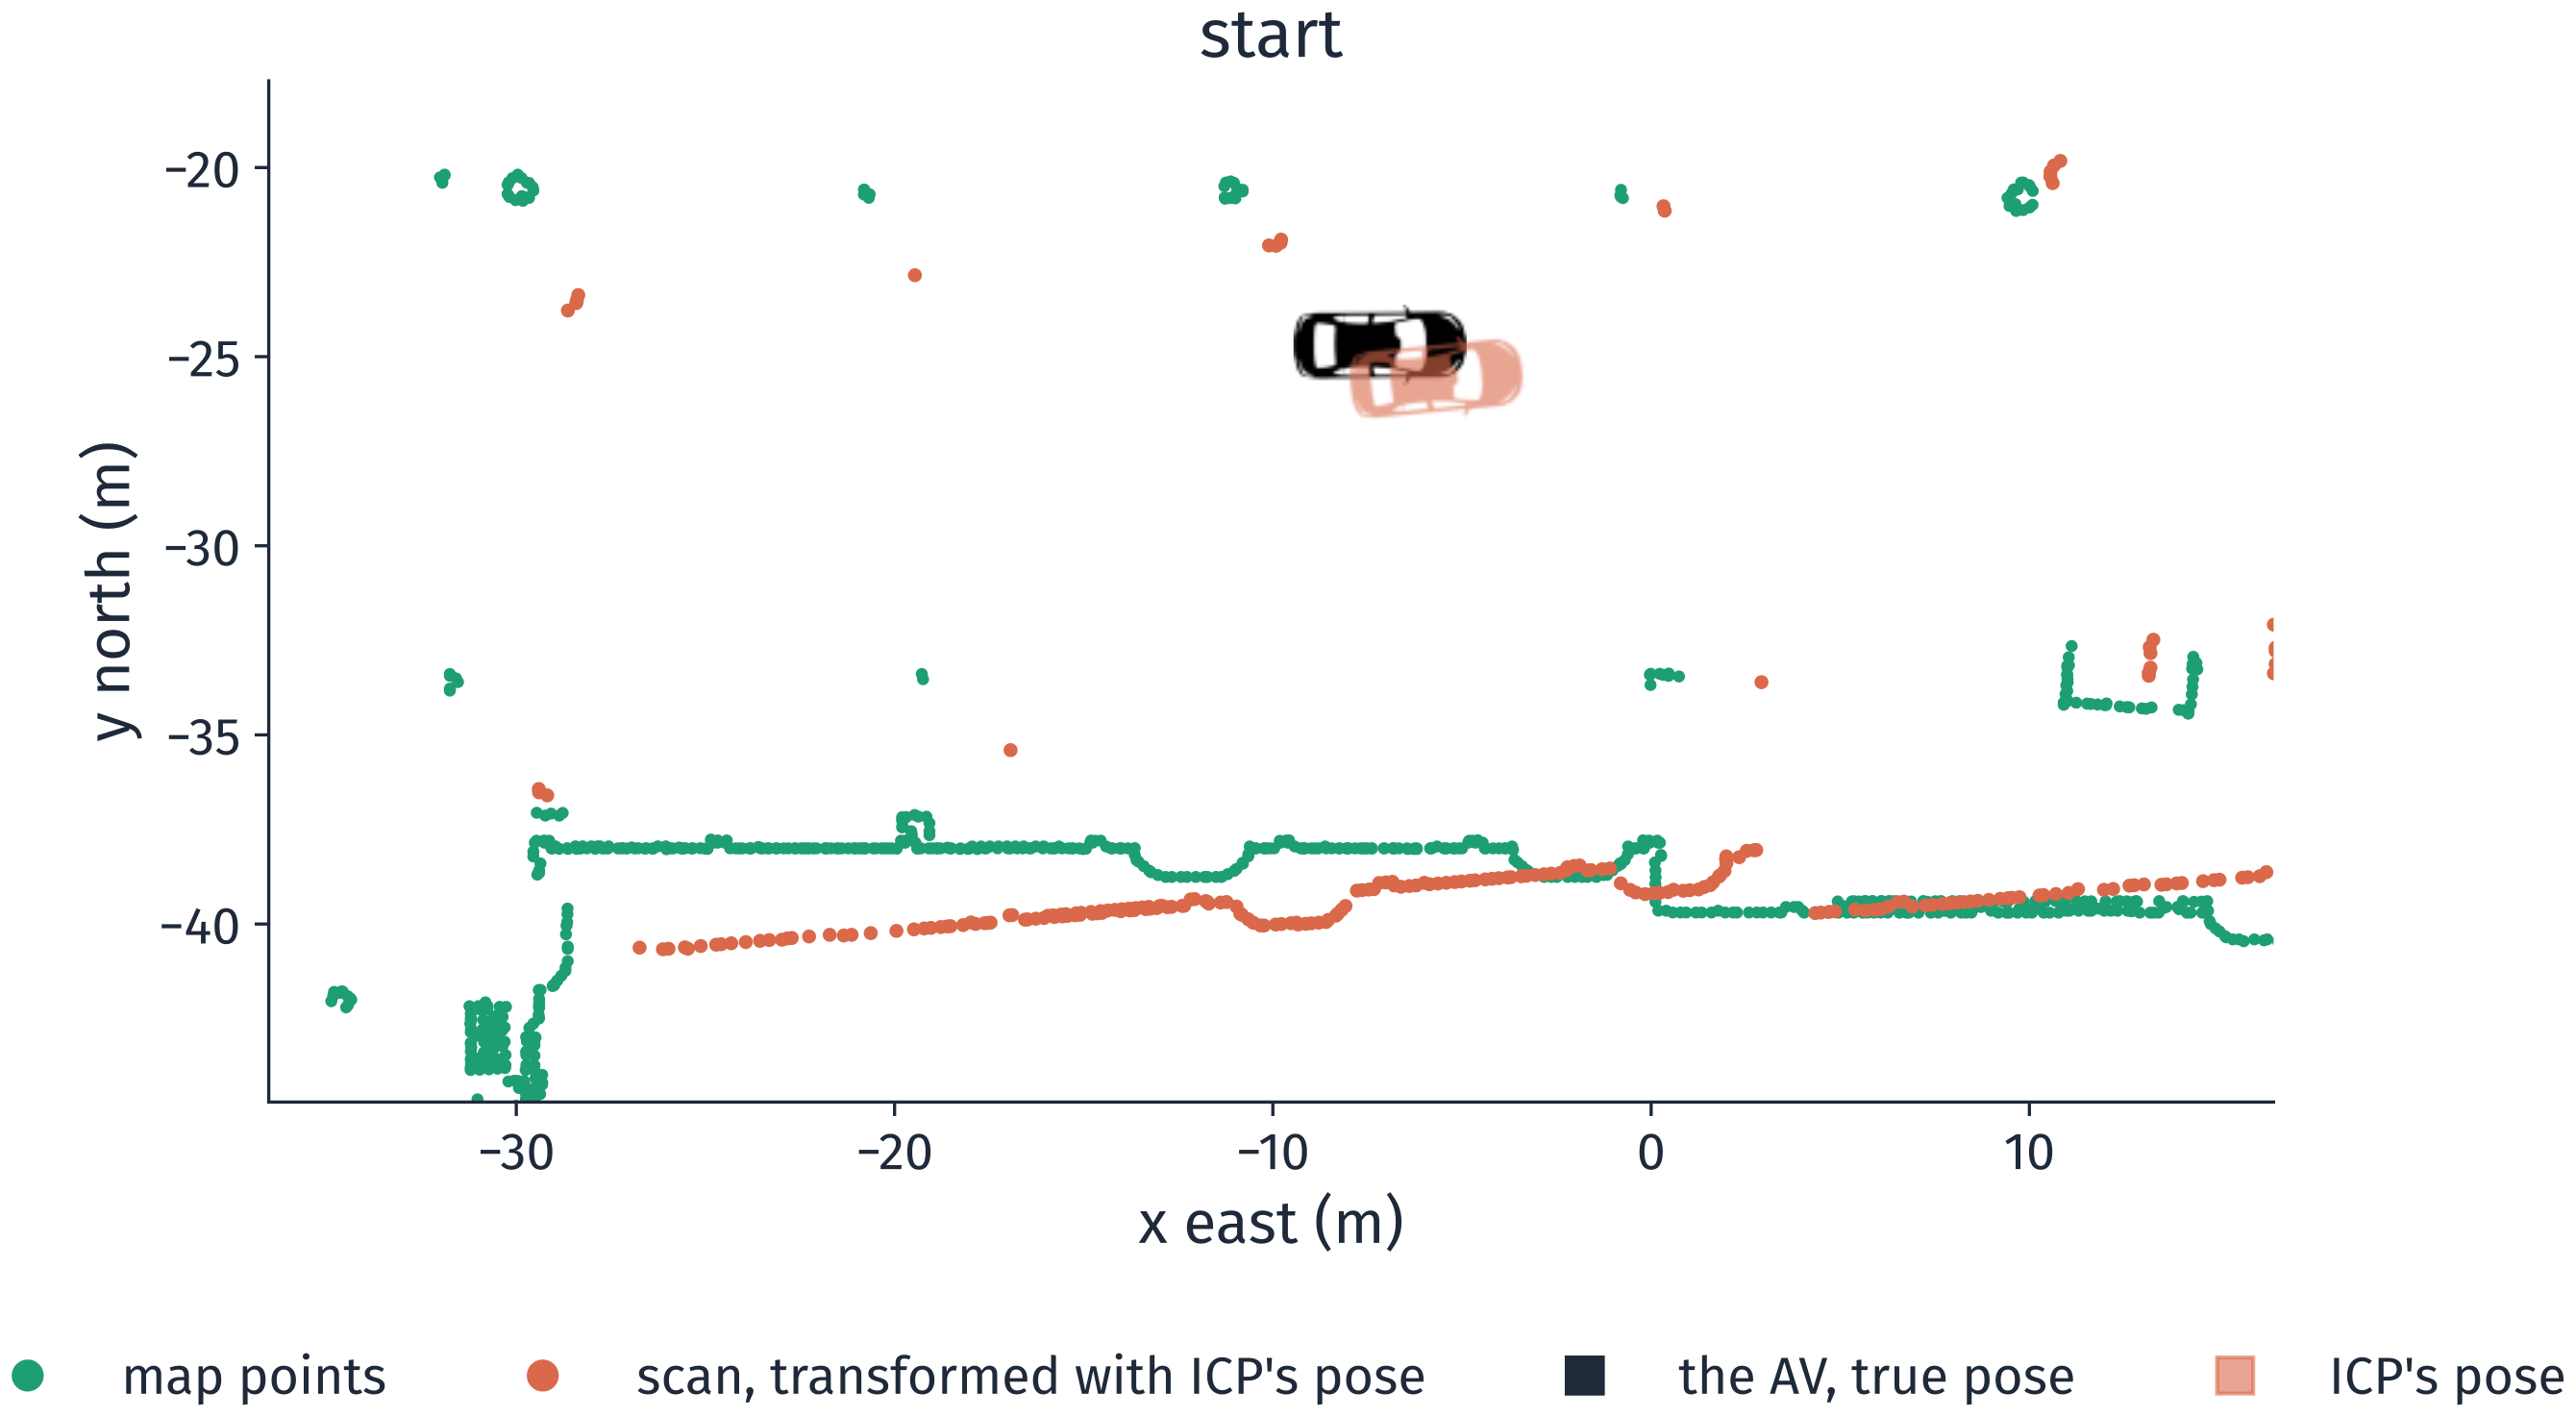 start
y north (m)
−20
−25
−30
−35
−40
−30 −20 −10 0 10
x east (m)
map points scan, transformed with ICP's pose the AV, true pose ICP's pose